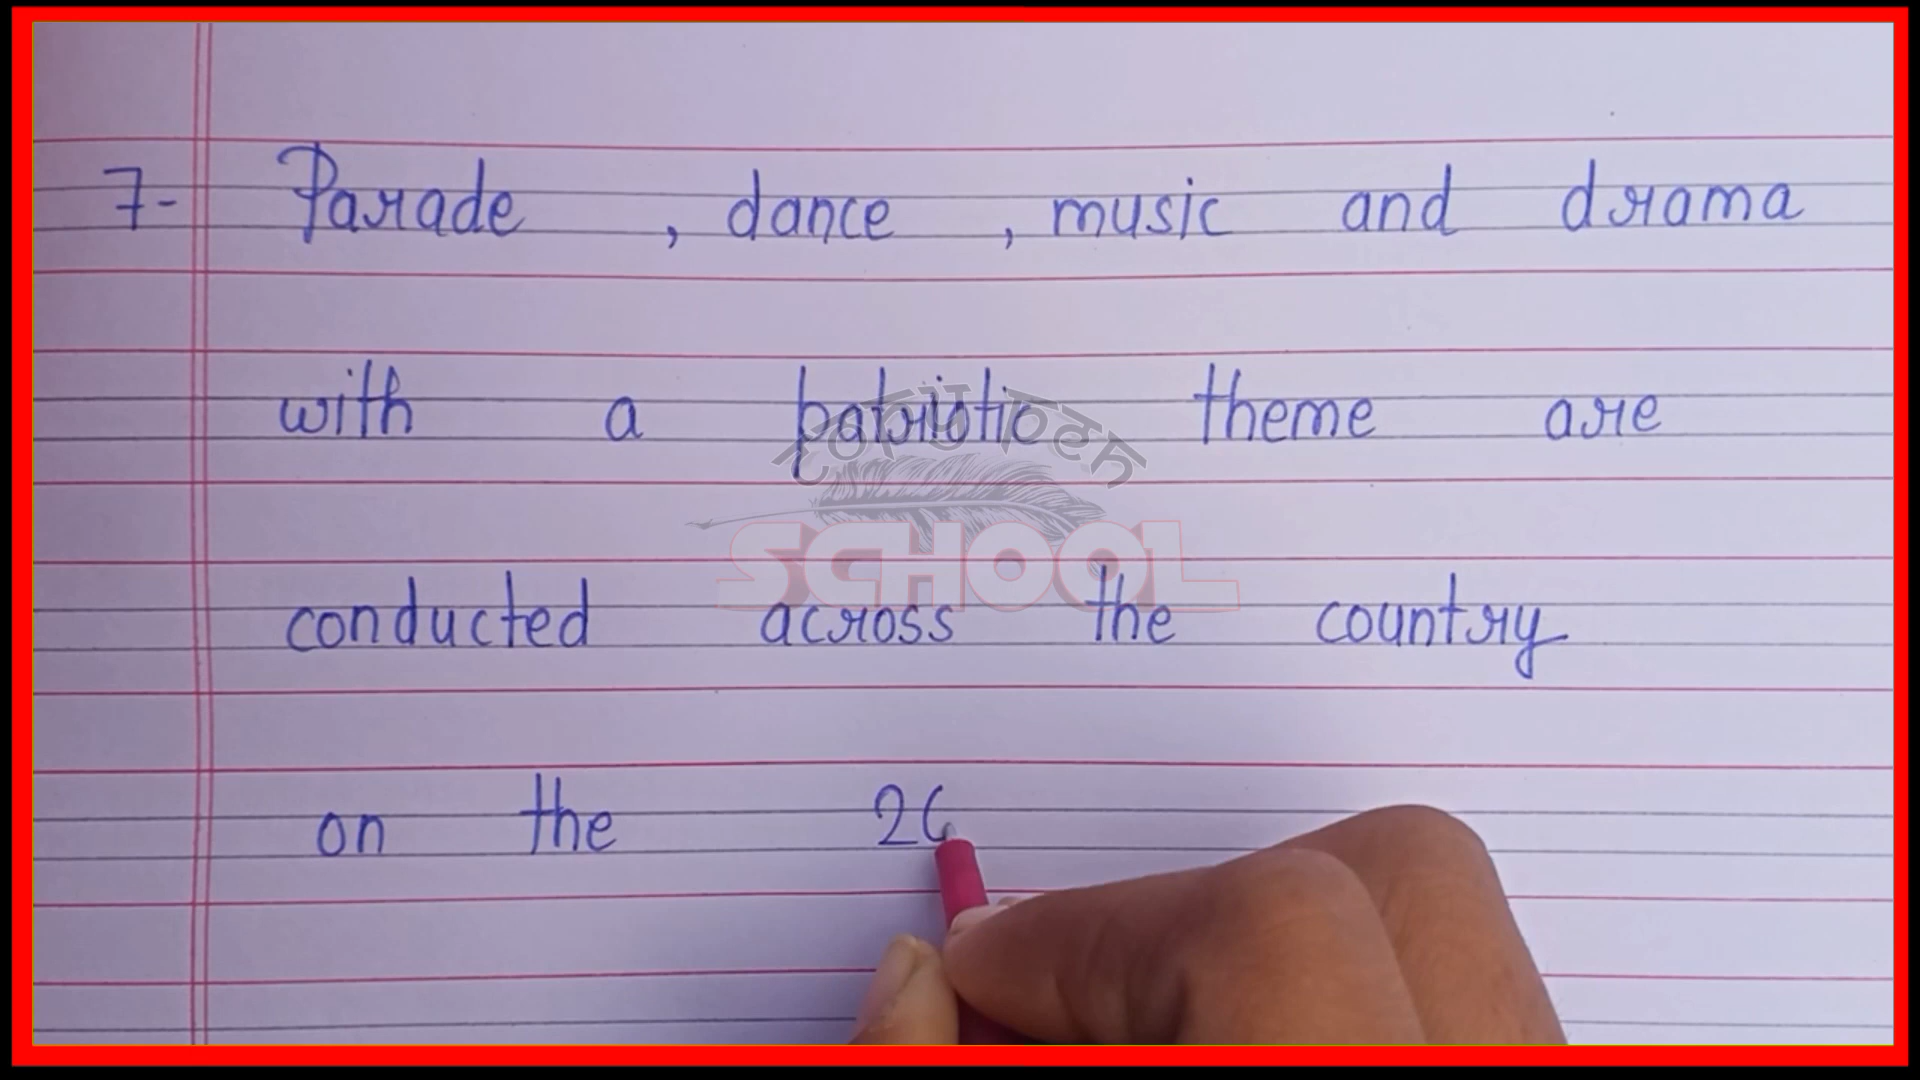 7- Parade , dance , music and drama
with a patriotic theme are
SCHOOL
conducted across the country
on the 26